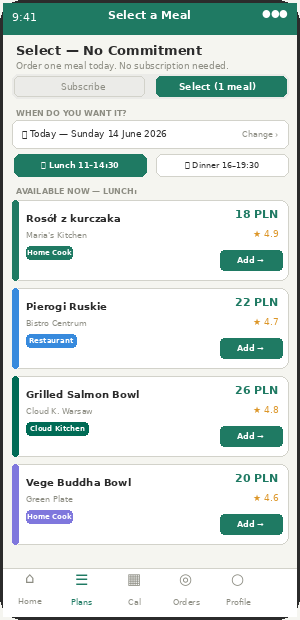 9:41
Select a Meal
Select — No Commitment
Order one meal today. No subscription needed.
Subscribe
Select (1 meal)
WHEN DO YOU WANT IT?
Today — Sunday 14 June 2026
Change ›
Lunch 11–14:30
Dinner 16–19:30
AVAILABLE NOW — LUNCH:
Rosół z kurczaka
18 PLN
Maria's Kitchen
★ 4.9
Home Cook
Add →
Pierogi Ruskie
22 PLN
Bistro Centrum
★ 4.7
Restaurant
Add →
Grilled Salmon Bowl
26 PLN
Cloud K. Warsaw
★ 4.8
Cloud Kitchen
Add →
Vege Buddha Bowl
20 PLN
Green Plate
★ 4.6
Home Cook
Add →
Home
Plans
Cal
Orders
Profile